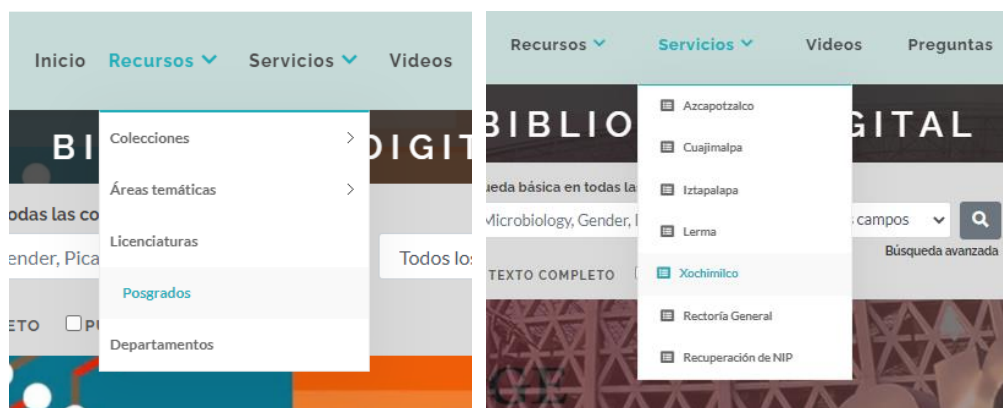 Inicio Recursos Servicios Videos
BI DIGIT
Colecciones
Áreas temáticas
Licenciaturas
Posgrados
Departamentos
odas las co
ender, Pica
Todos los
ETO
Recursos Servicios Videos Preguntas
BIBLIO GITAL
Azcapotzalco
Cuajimalpa
Iztapalapa
Lerma
Xochimilco
Rectoría General
Recuperación de NIP
ueda básica en todas la
Microbiology, Gender,
campos
Búsqueda avanzada
TEXTO COMPLETO
GE